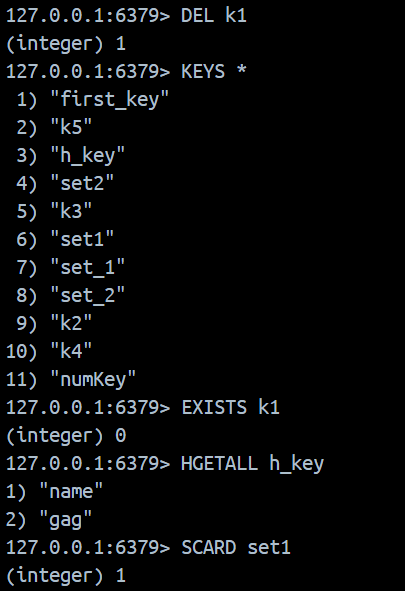 127.0.0.1:6379> DEL k1
(integer) 1
127.0.0.1:6379> KEYS *
 1) "first_key"
 2) "k5"
 3) "h_key"
 4) "set2"
 5) "k3"
 6) "set1"
 7) "set_1"
 8) "set_2"
 9) "k2"
10) "k4"
11) "numKey"
127.0.0.1:6379> EXISTS k1
(integer) 0
127.0.0.1:6379> HGETALL h_key
1) "name"
2) "gag"
127.0.0.1:6379> SCARD set1
(integer) 1